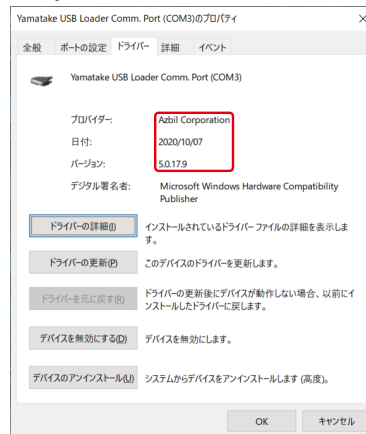 Yamatake USB Loader Comm. Port (COM3)のプロパティ
全般 ポートの設定 ドライバー 詳細 イベント
Yamatake USB Loader Comm. Port (COM3)
プロバイダー: Azbil Corporation
日付: 2020/10/07
バージョン: 5.0.17.9
デジタル署名者: Microsoft Windows Hardware Compatibility
Publisher
ドライバーの詳細(I) インストールされているドライバー ファイルの詳細を表示しま
す。
ドライバーの更新(P) このデバイスのドライバーを更新します。
ドライバーを元に戻す(R) ドライバーの更新後にデバイスが動作しない場合、以前にイ
ンストールしたドライバーに戻します。
デバイスを無効にする(D) デバイスを無効にします。
デバイスのアンインストール(U) システムからデバイスをアンインストールします (高度)。
OK キャンセル